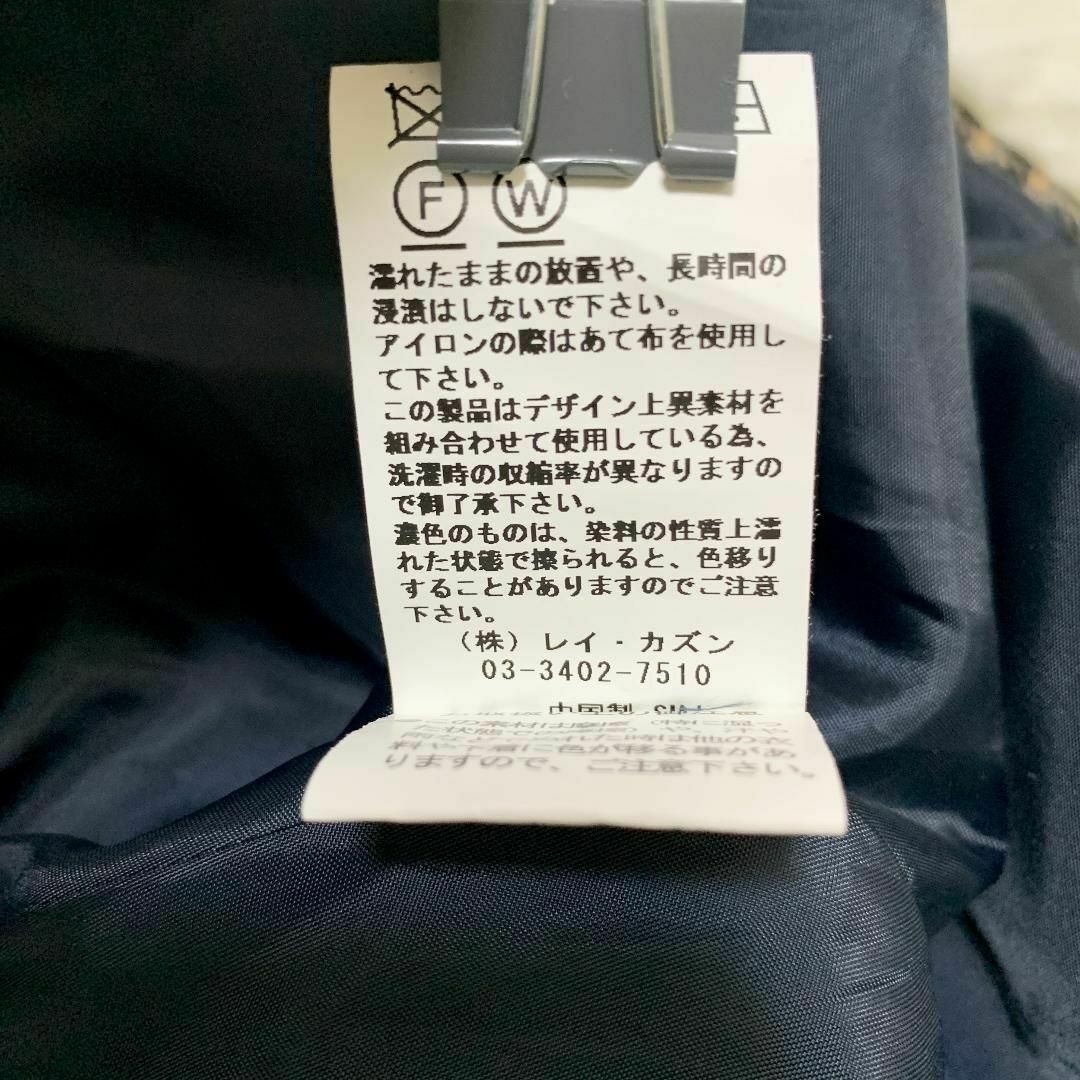 F W
濡れたままの放置や、長時間の
浸漬はしないで下さい。
アイロンの際はあて布を使用し
て下さい。
この製品はデザイン上異素材を
組み合わせて使用している為、
洗濯時の収縮率が異なりますの
で御了承下さい。
濃色のものは、染料の性質上濡
れた状態で擦られると、色移り
することがありますのでご注意
下さい。
(株)レイ・カズン
03-3402-7510
中国製
料や下着に色が移る事があ
りますので、ご注意下さい。